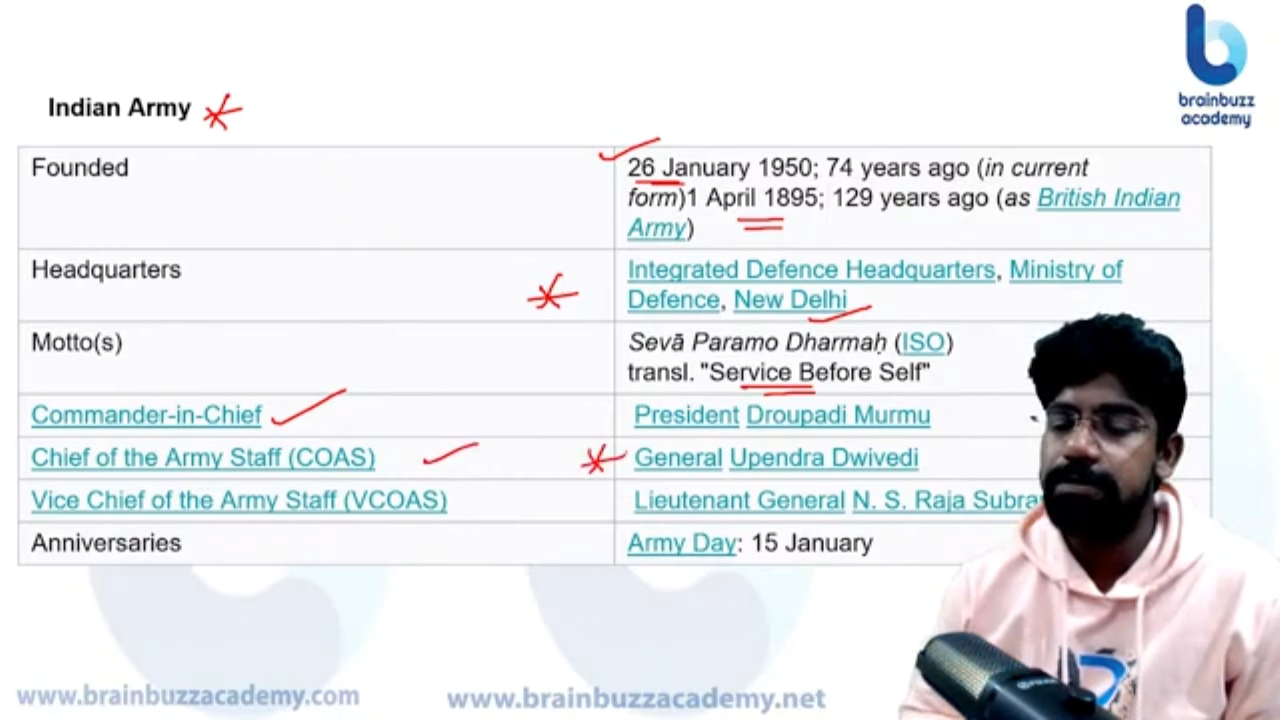 brainbuzz
academy
Indian Army
Founded
26 January 1950; 74 years ago (in current
form)1 April 1895; 129 years ago (as British Indian
Army)
Headquarters
Integrated Defence Headquarters, Ministry of
Defence, New Delhi
Motto(s)
Sevā Paramo Dharmaḥ (ISO)
transl. "Service Before Self"
Commander-in-Chief
President Droupadi Murmu
Chief of the Army Staff (COAS)
General Upendra Dwivedi
Vice Chief of the Army Staff (VCOAS)
Lieutenant General N. S. Raja
Anniversaries
Army Day: 15 January
www.brainbuzzacademy.com
www.brainbuzzacademy.net